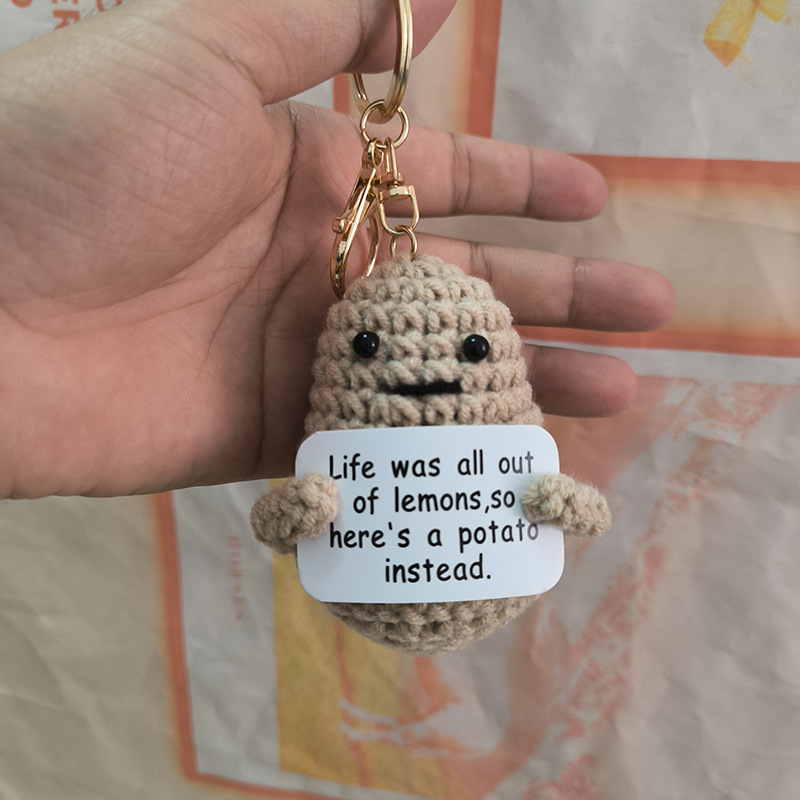 Life was all out
of lemons,so
here's a potato
instead.